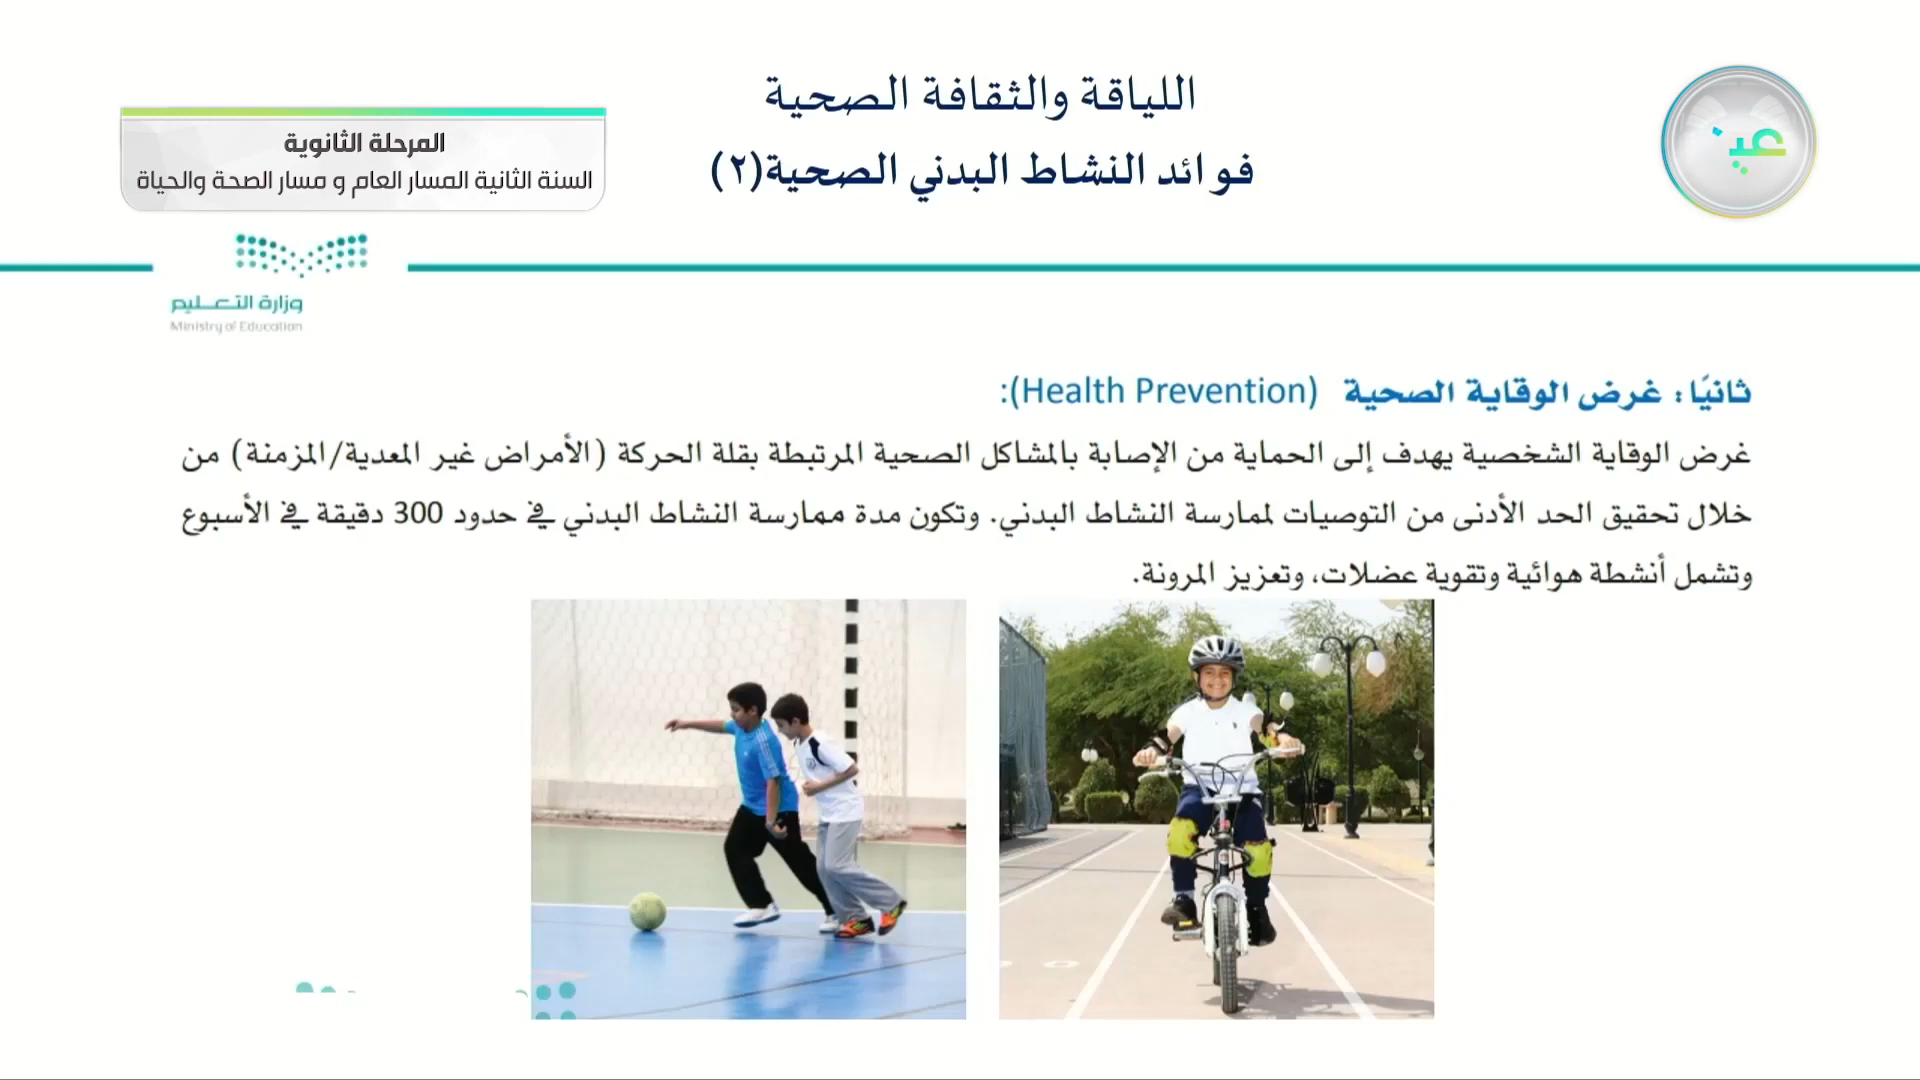 اللياقة والثقافة الصحية
فوائد النشاط البدني الصحية(٢)
المرحلة الثانوية
السنة الثانية المسار العام و مسار الصحة والحياة
عين
وزارة التعليم
Ministry of Education
ثانيًا: غرض الوقاية الصحية (Health Prevention):
غرض الوقاية الشخصية يهدف إلى الحماية من الإصابة بالمشاكل الصحية المرتبطة بقلة الحركة (الأمراض غير المعدية/المزمنة) من
خلال تحقيق الحد الأدنى من التوصيات لممارسة النشاط البدني. وتكون مدة ممارسة النشاط البدني في حدود 300 دقيقة في الأسبوع
وتشمل أنشطة هوائية وتقوية عضلات، وتعزيز المرونة.